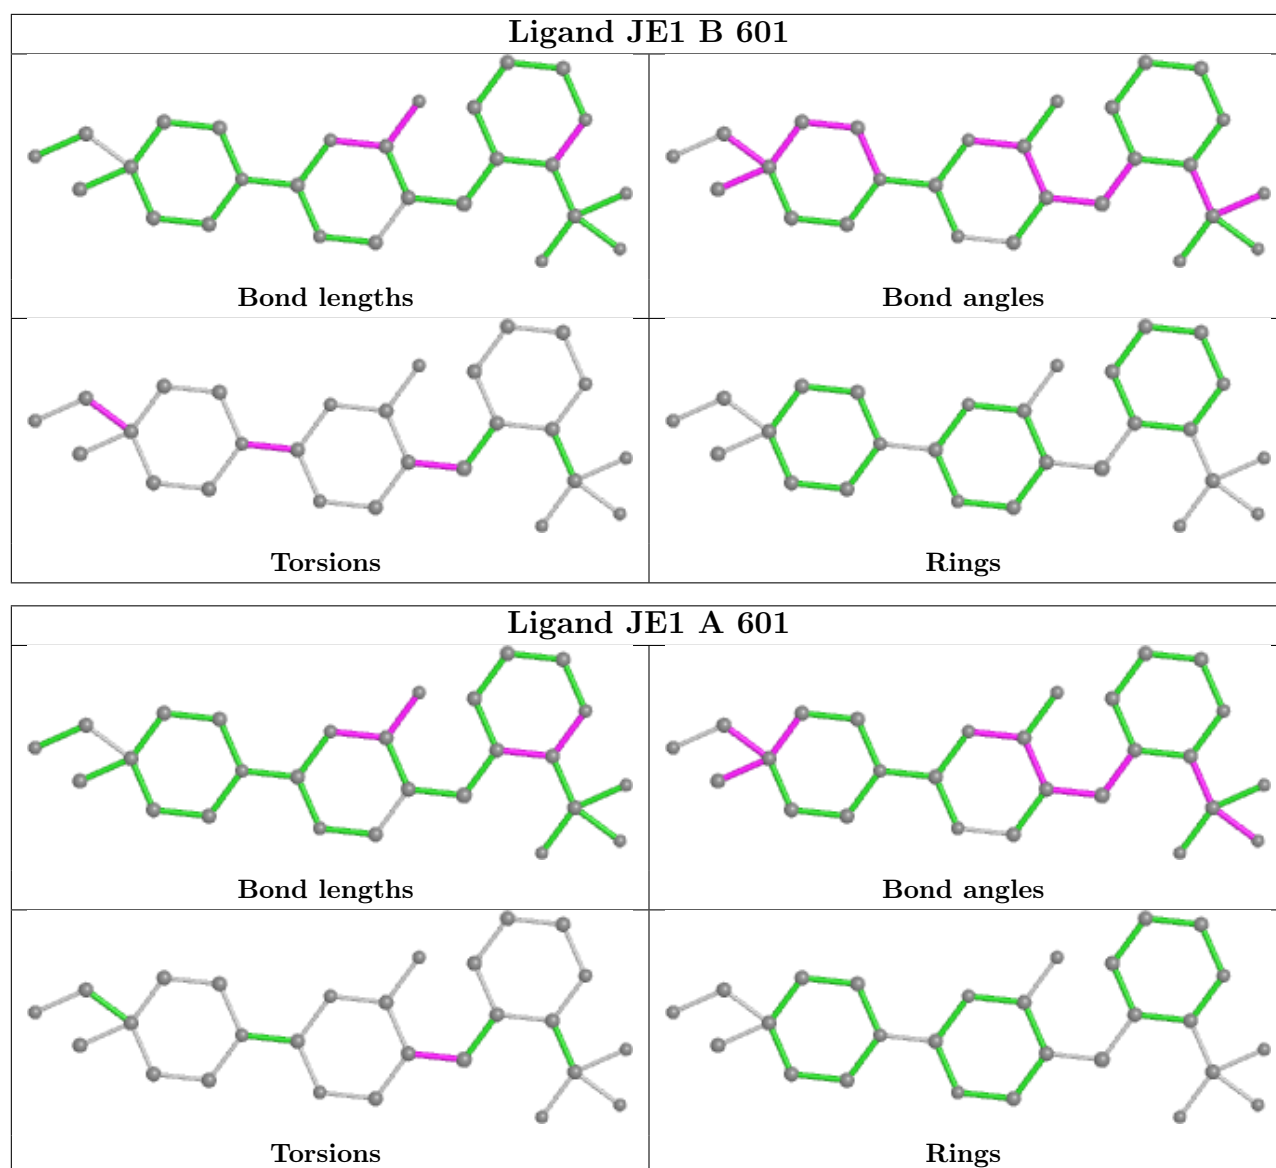 Ligand JE1 B 601
Bond lengths
Bond angles
Torsions
Rings
Ligand JE1 A 601
Bond lengths
Bond angles
Torsions
Rings